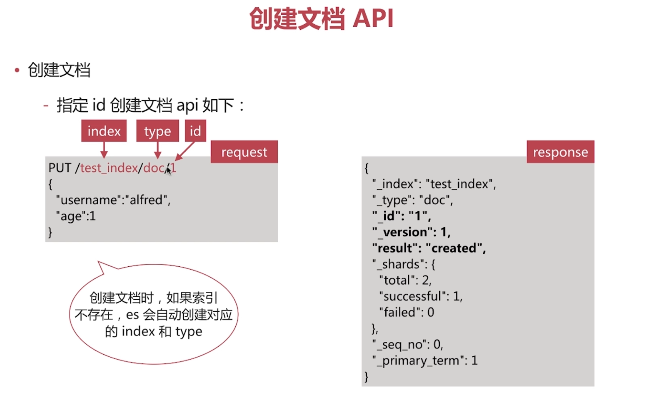 创建文档 API
• 创建文档
- 指定 id 创建文档 api 如下：
index type id
request
PUT /test_index/doc/1
{
"username":"alfred",
"age":1
}
创建文档时，如果索引
不存在，es 会自动创建对应
的 index 和 type
response
{
"_index": "test_index",
"_type": "doc",
"_id": "1",
"_version": 1,
"result": "created",
"_shards": {
"total": 2,
"successful": 1,
"failed": 0
},
"_seq_no": 0,
"_primary_term": 1
}